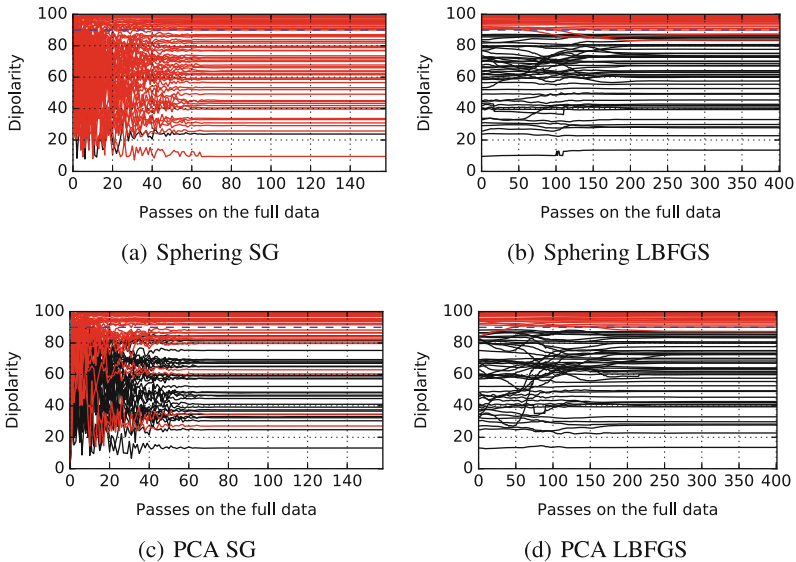 Dipolarity
100
80
60
40
20
0
0 20 40 60 80 100 120 140
Passes on the full data
(a) Sphering SG
Dipolarity
100
80
60
40
20
0
0 50 100 150 200 250 300 350 400
Passes on the full data
(b) Sphering LBFGS
Dipolarity
100
80
60
40
20
0
0 20 40 60 80 100 120 140
Passes on the full data
(c) PCA SG
Dipolarity
100
80
60
40
20
0
0 50 100 150 200 250 300 350 400
Passes on the full data
(d) PCA LBFGS